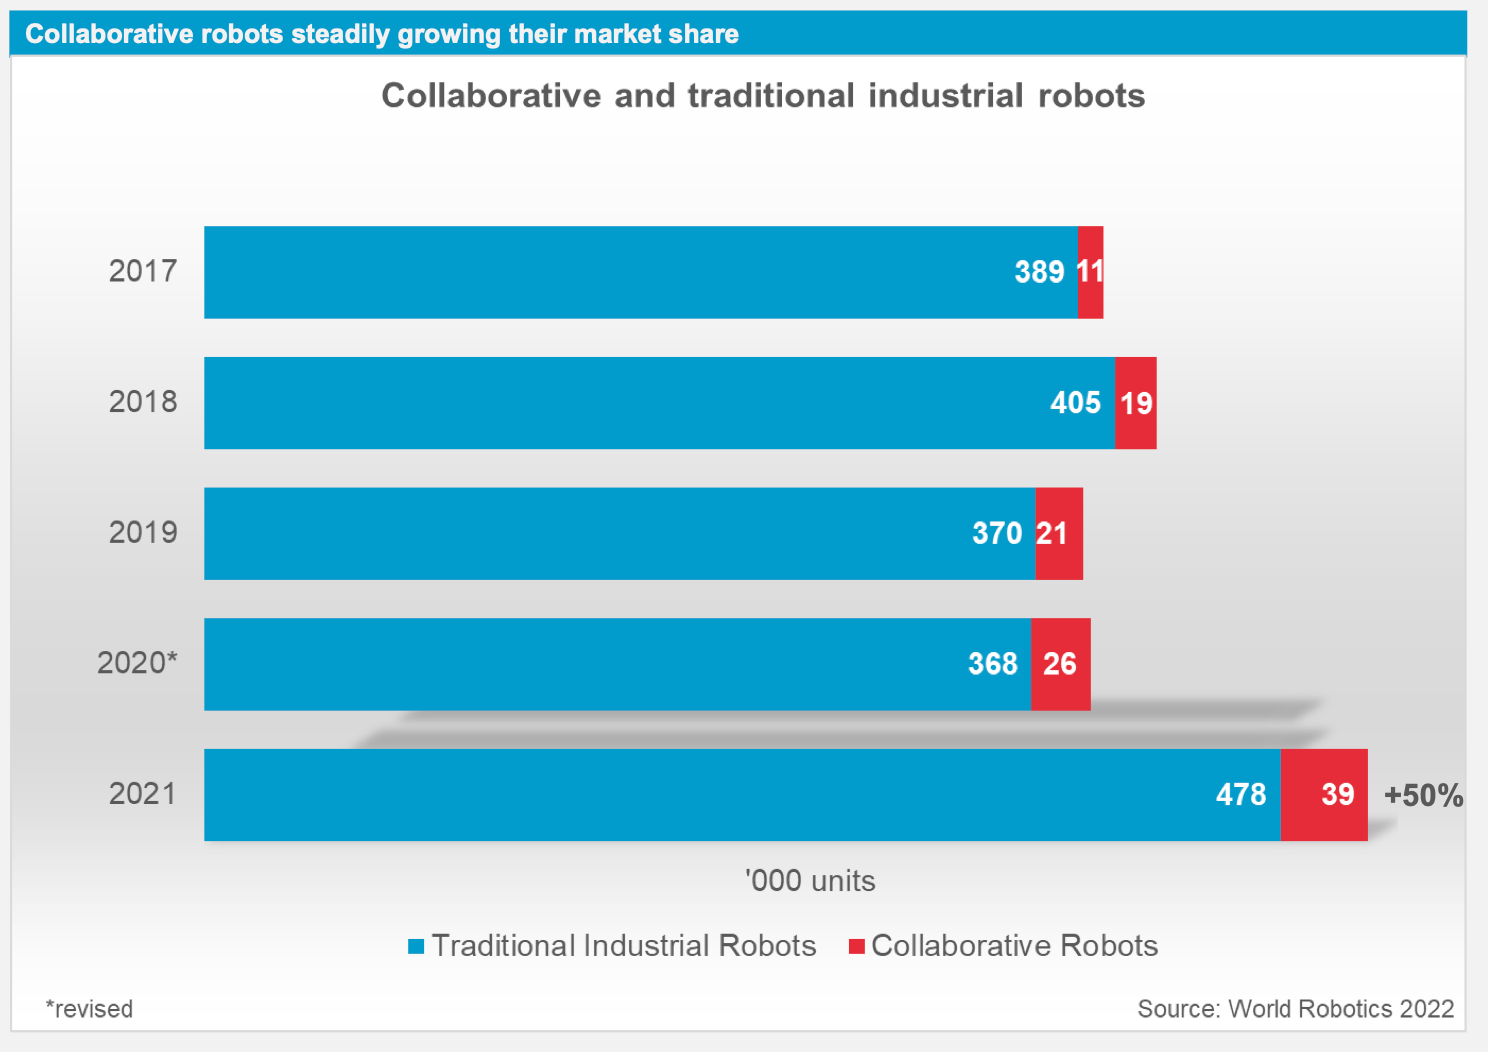 Collaborative robots steadily growing their market share
Collaborative and traditional industrial robots
2017 389 11
2018 405 19
2019 370 21
2020* 368 26
2021 478 39 +50%
'000 units
Traditional Industrial Robots Collaborative Robots
*revised Source: World Robotics 2022